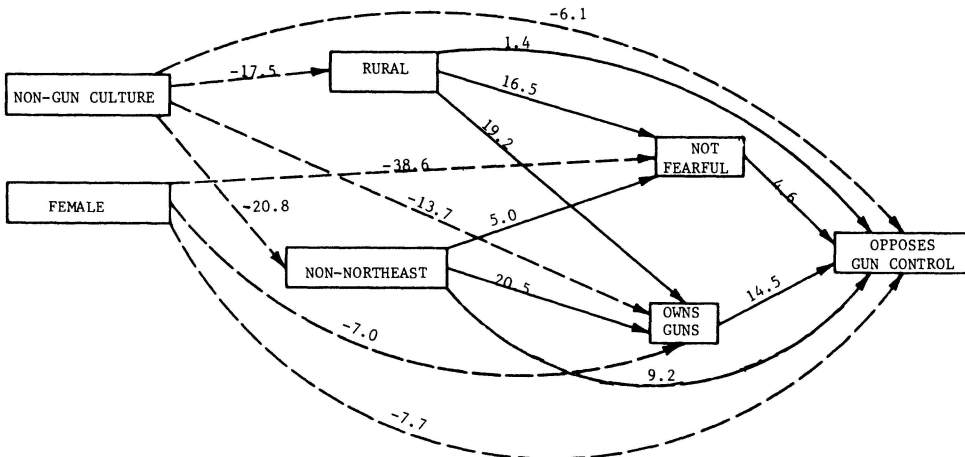 -6.1
1.4
RURAL
-17.5
NON-GUN CULTURE
16.5
19.2
NOT
FEARFUL
-38.6
4.6
FEMALE
-20.8
-13.7
5.0
OPPOSES
GUN CONTROL
NON-NORTHEAST
20.5
14.5
OWNS
GUNS
-7.0
9.2
-7.7